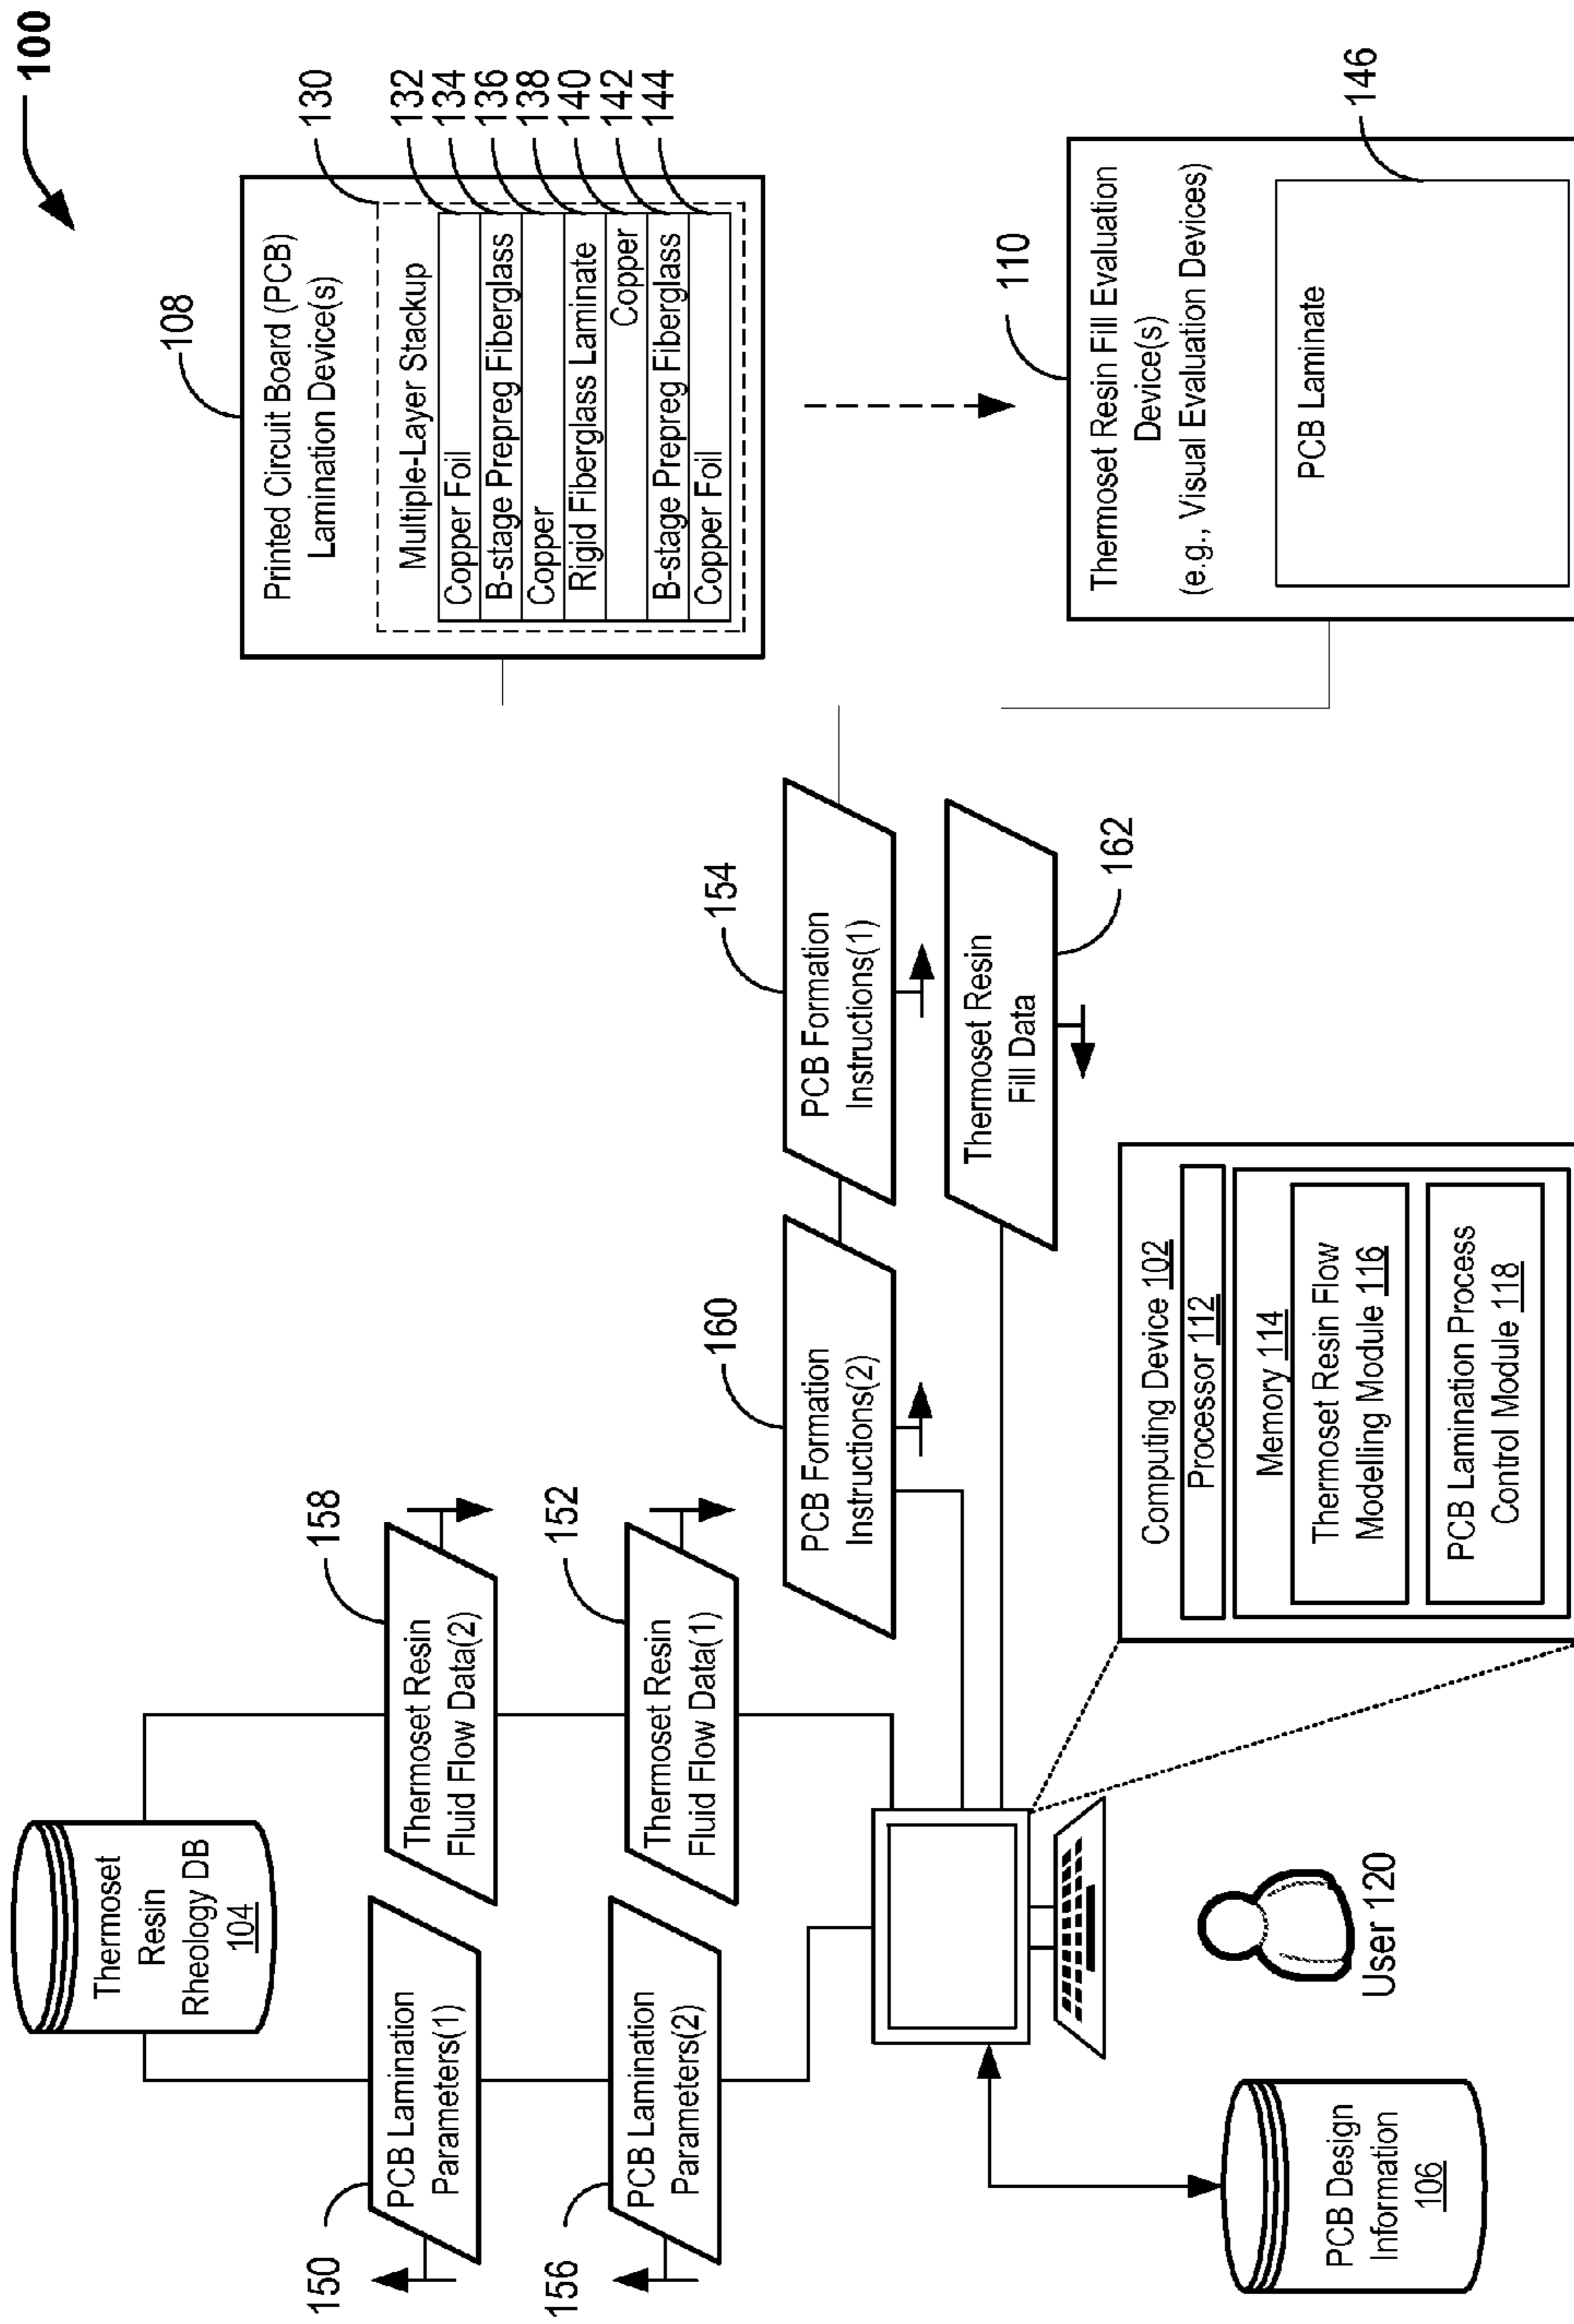 100
Thermoset
Resin
Rheology DB
104
150
PCB Lamination
Parameters(1)
156
PCB Lamination
Parameters(2)
158
Thermoset Resin
Fluid Flow Data(2)
152
Thermoset Resin
Fluid Flow Data(1)
160
PCB Formation
Instructions(2)
154
PCB Formation
Instructions(1)
Thermoset Resin
Fill Data
162
108
Printed Circuit Board (PCB)
Lamination Device(s)
130
Multiple-Layer Stackup
Copper Foil
132
B-stage Prepreg Fiberglass
134
Copper
136
Rigid Fiberglass Laminate
138
Copper
140
B-stage Prepreg Fiberglass
142
Copper Foil
144
110
Thermoset Resin Fill Evaluation
Device(s)
(e.g., Visual Evaluation Devices)
PCB Laminate
146
PCB Design
Information
106
User 120
Computing Device 102
Processor 112
Memory 114
Thermoset Resin Flow
Modelling Module 116
PCB Lamination Process
Control Module 118